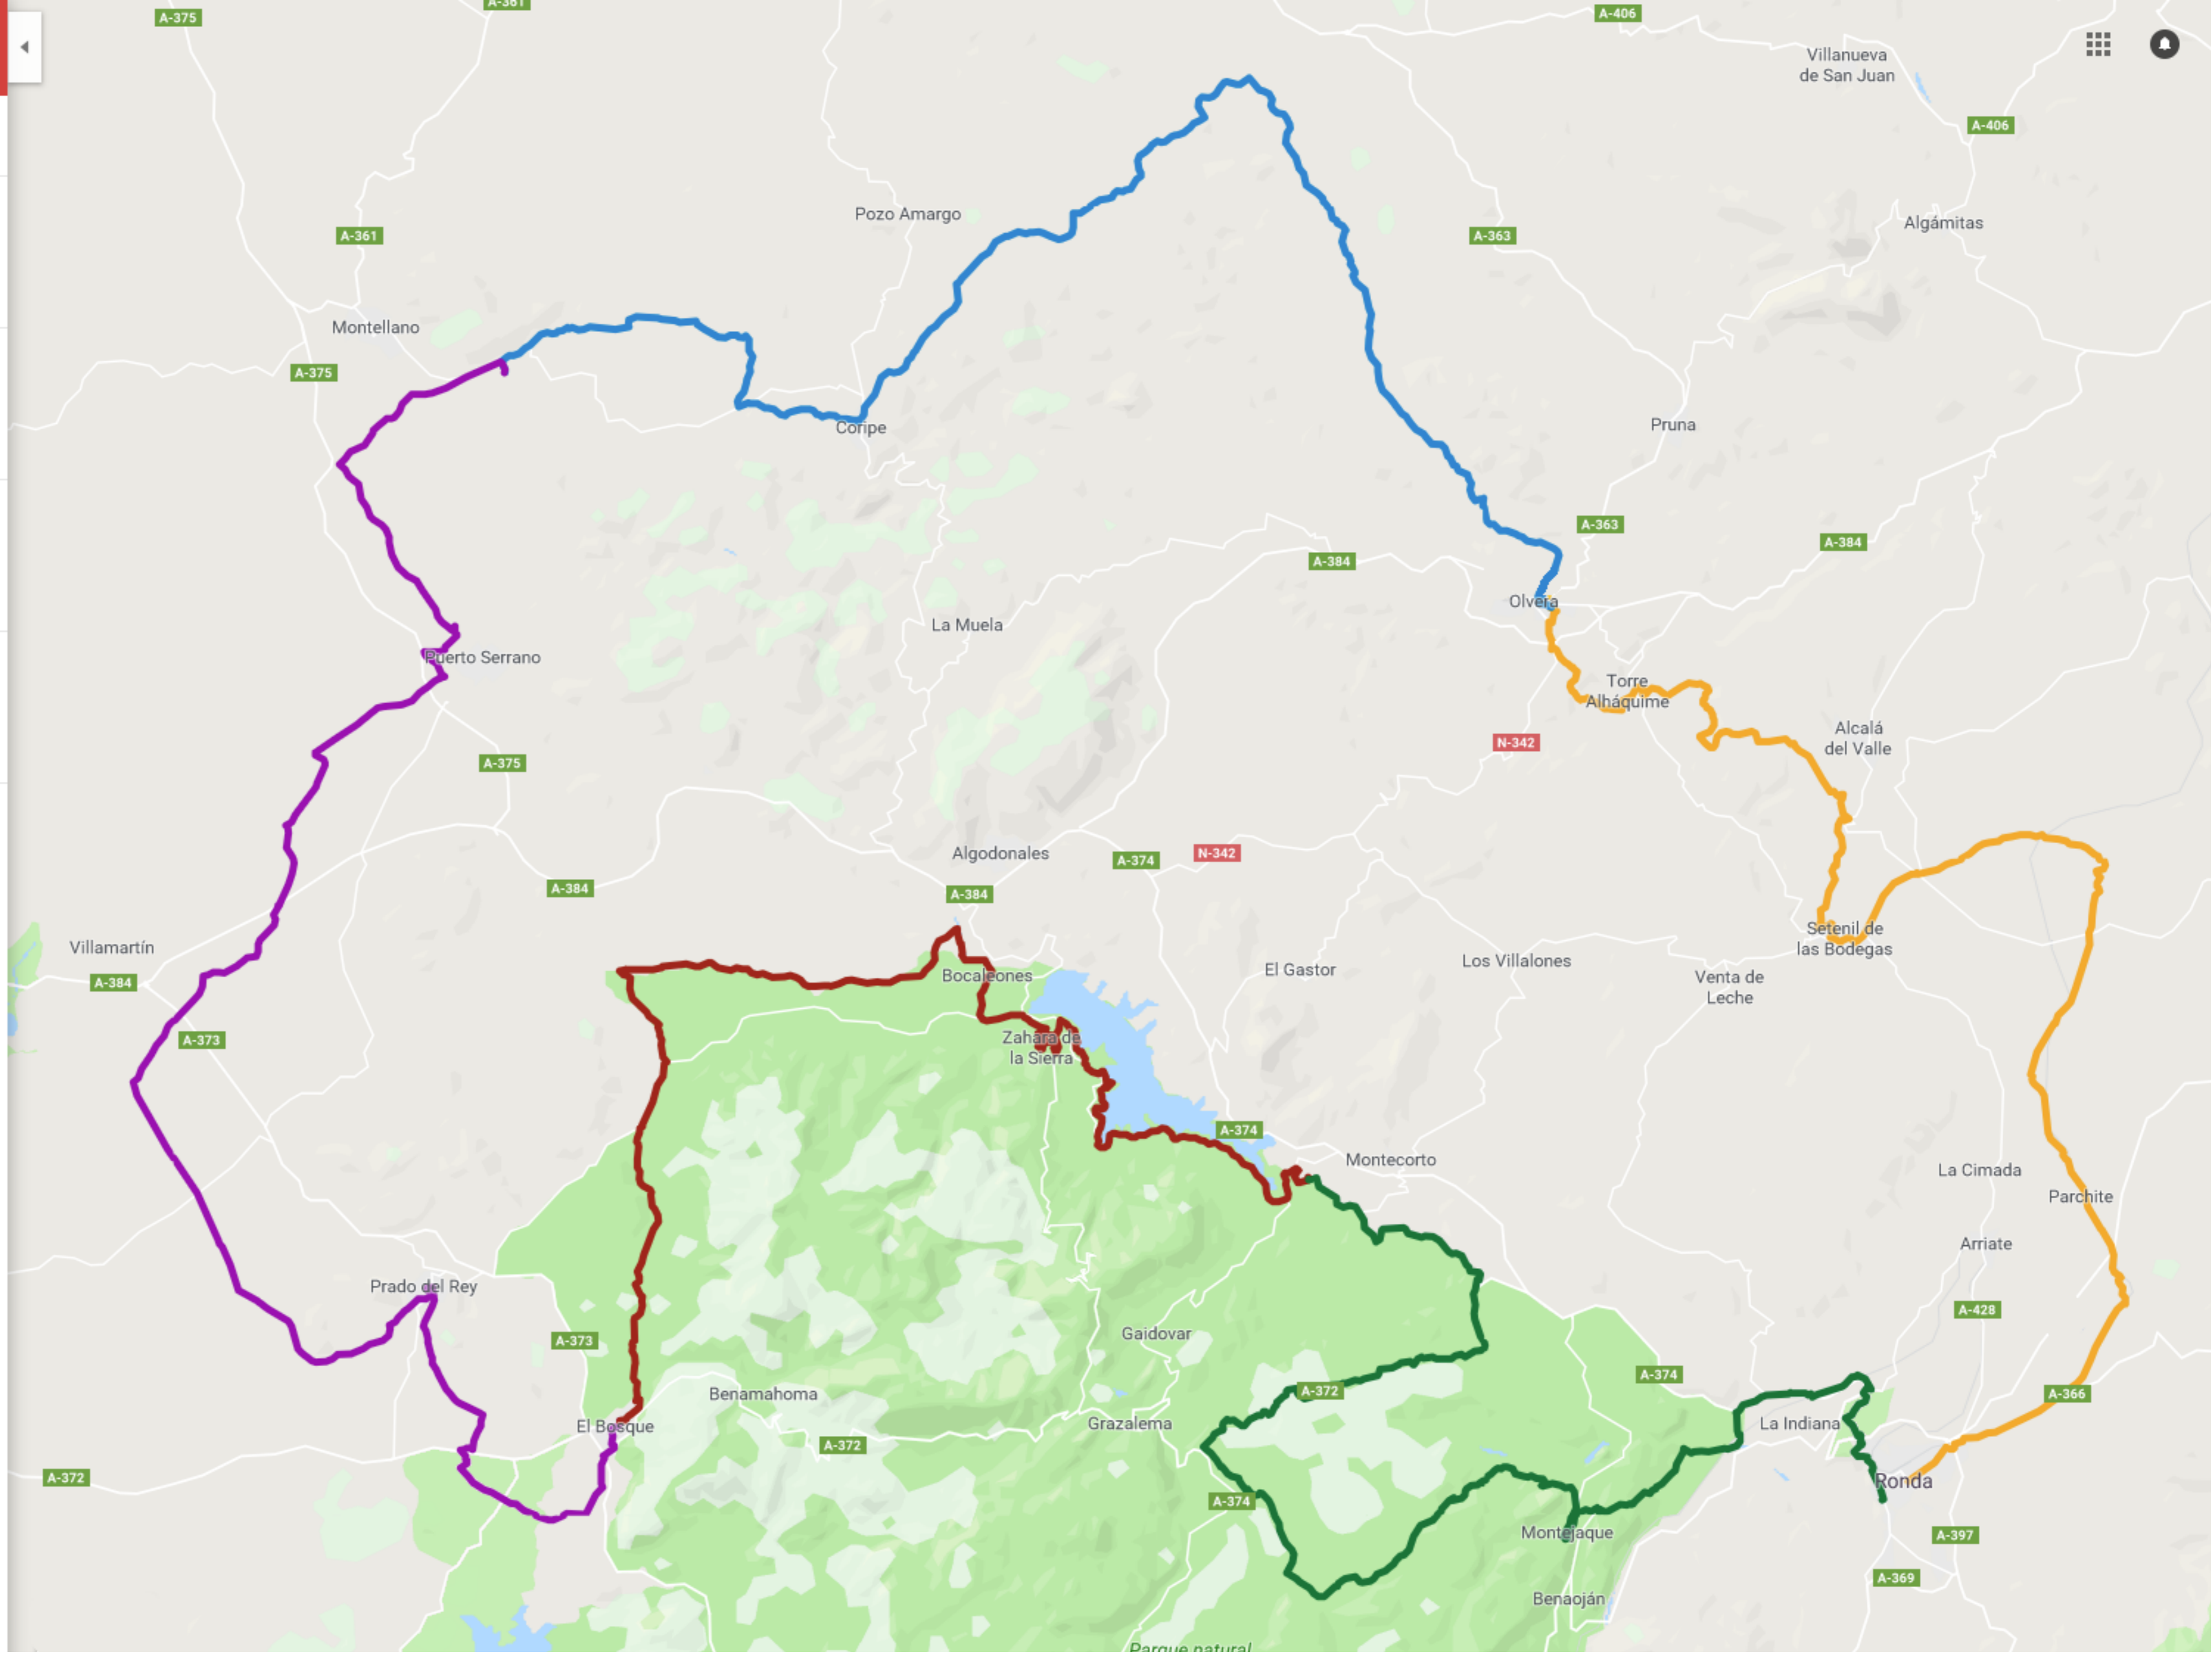 A-375
A-361
A-406
Villanueva
de San Juan
A-406
Pozo Amargo
Algámitas
A-361
A-363
Montellano
A-375
Coripe
Pruna
A-363
A-384
A-384
Olvera
La Muela
Puerto Serrano
Torre
Alháquime
N-342
Alcalá
del Valle
A-375
Algodonales
A-374
N-342
A-384
A-384
Setenil de
las Bodegas
Villamartín
Los Villalones
El Gastor
Bocaleones
Venta de
Leche
A-384
A-373
Zahara de
la Sierra
A-374
Montecorto
La Cimada
Parchite
Arriate
Prado del Rey
A-428
Gaidovar
A-373
A-374
A-372
Benamahoma
A-366
El Bosque
Grazalema
La Indiana
A-372
A-372
Ronda
A-374
Montejaque
A-397
A-369
Benaoján
Parque natural